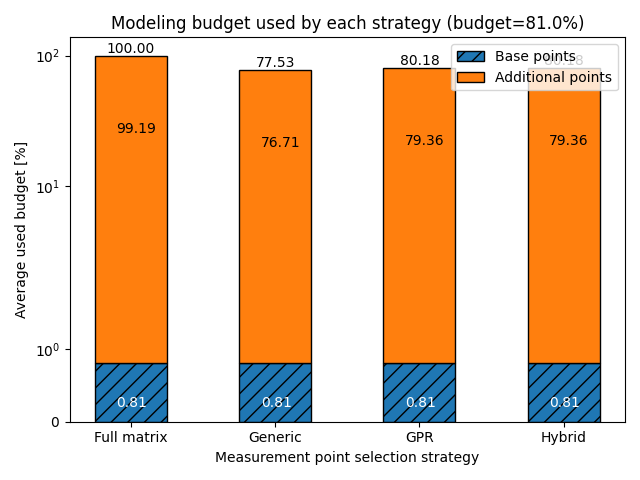 Modeling budget used by each strategy (budget=81.0%)
Base points
Additional points
100.00
77.53
80.18
80.18
99.19
76.71
79.36
79.36
0.81
0.81
0.81
0.81
10²
10¹
10⁰
0
Average used budget [%]
Full matrix
Generic
GPR
Hybrid
Measurement point selection strategy